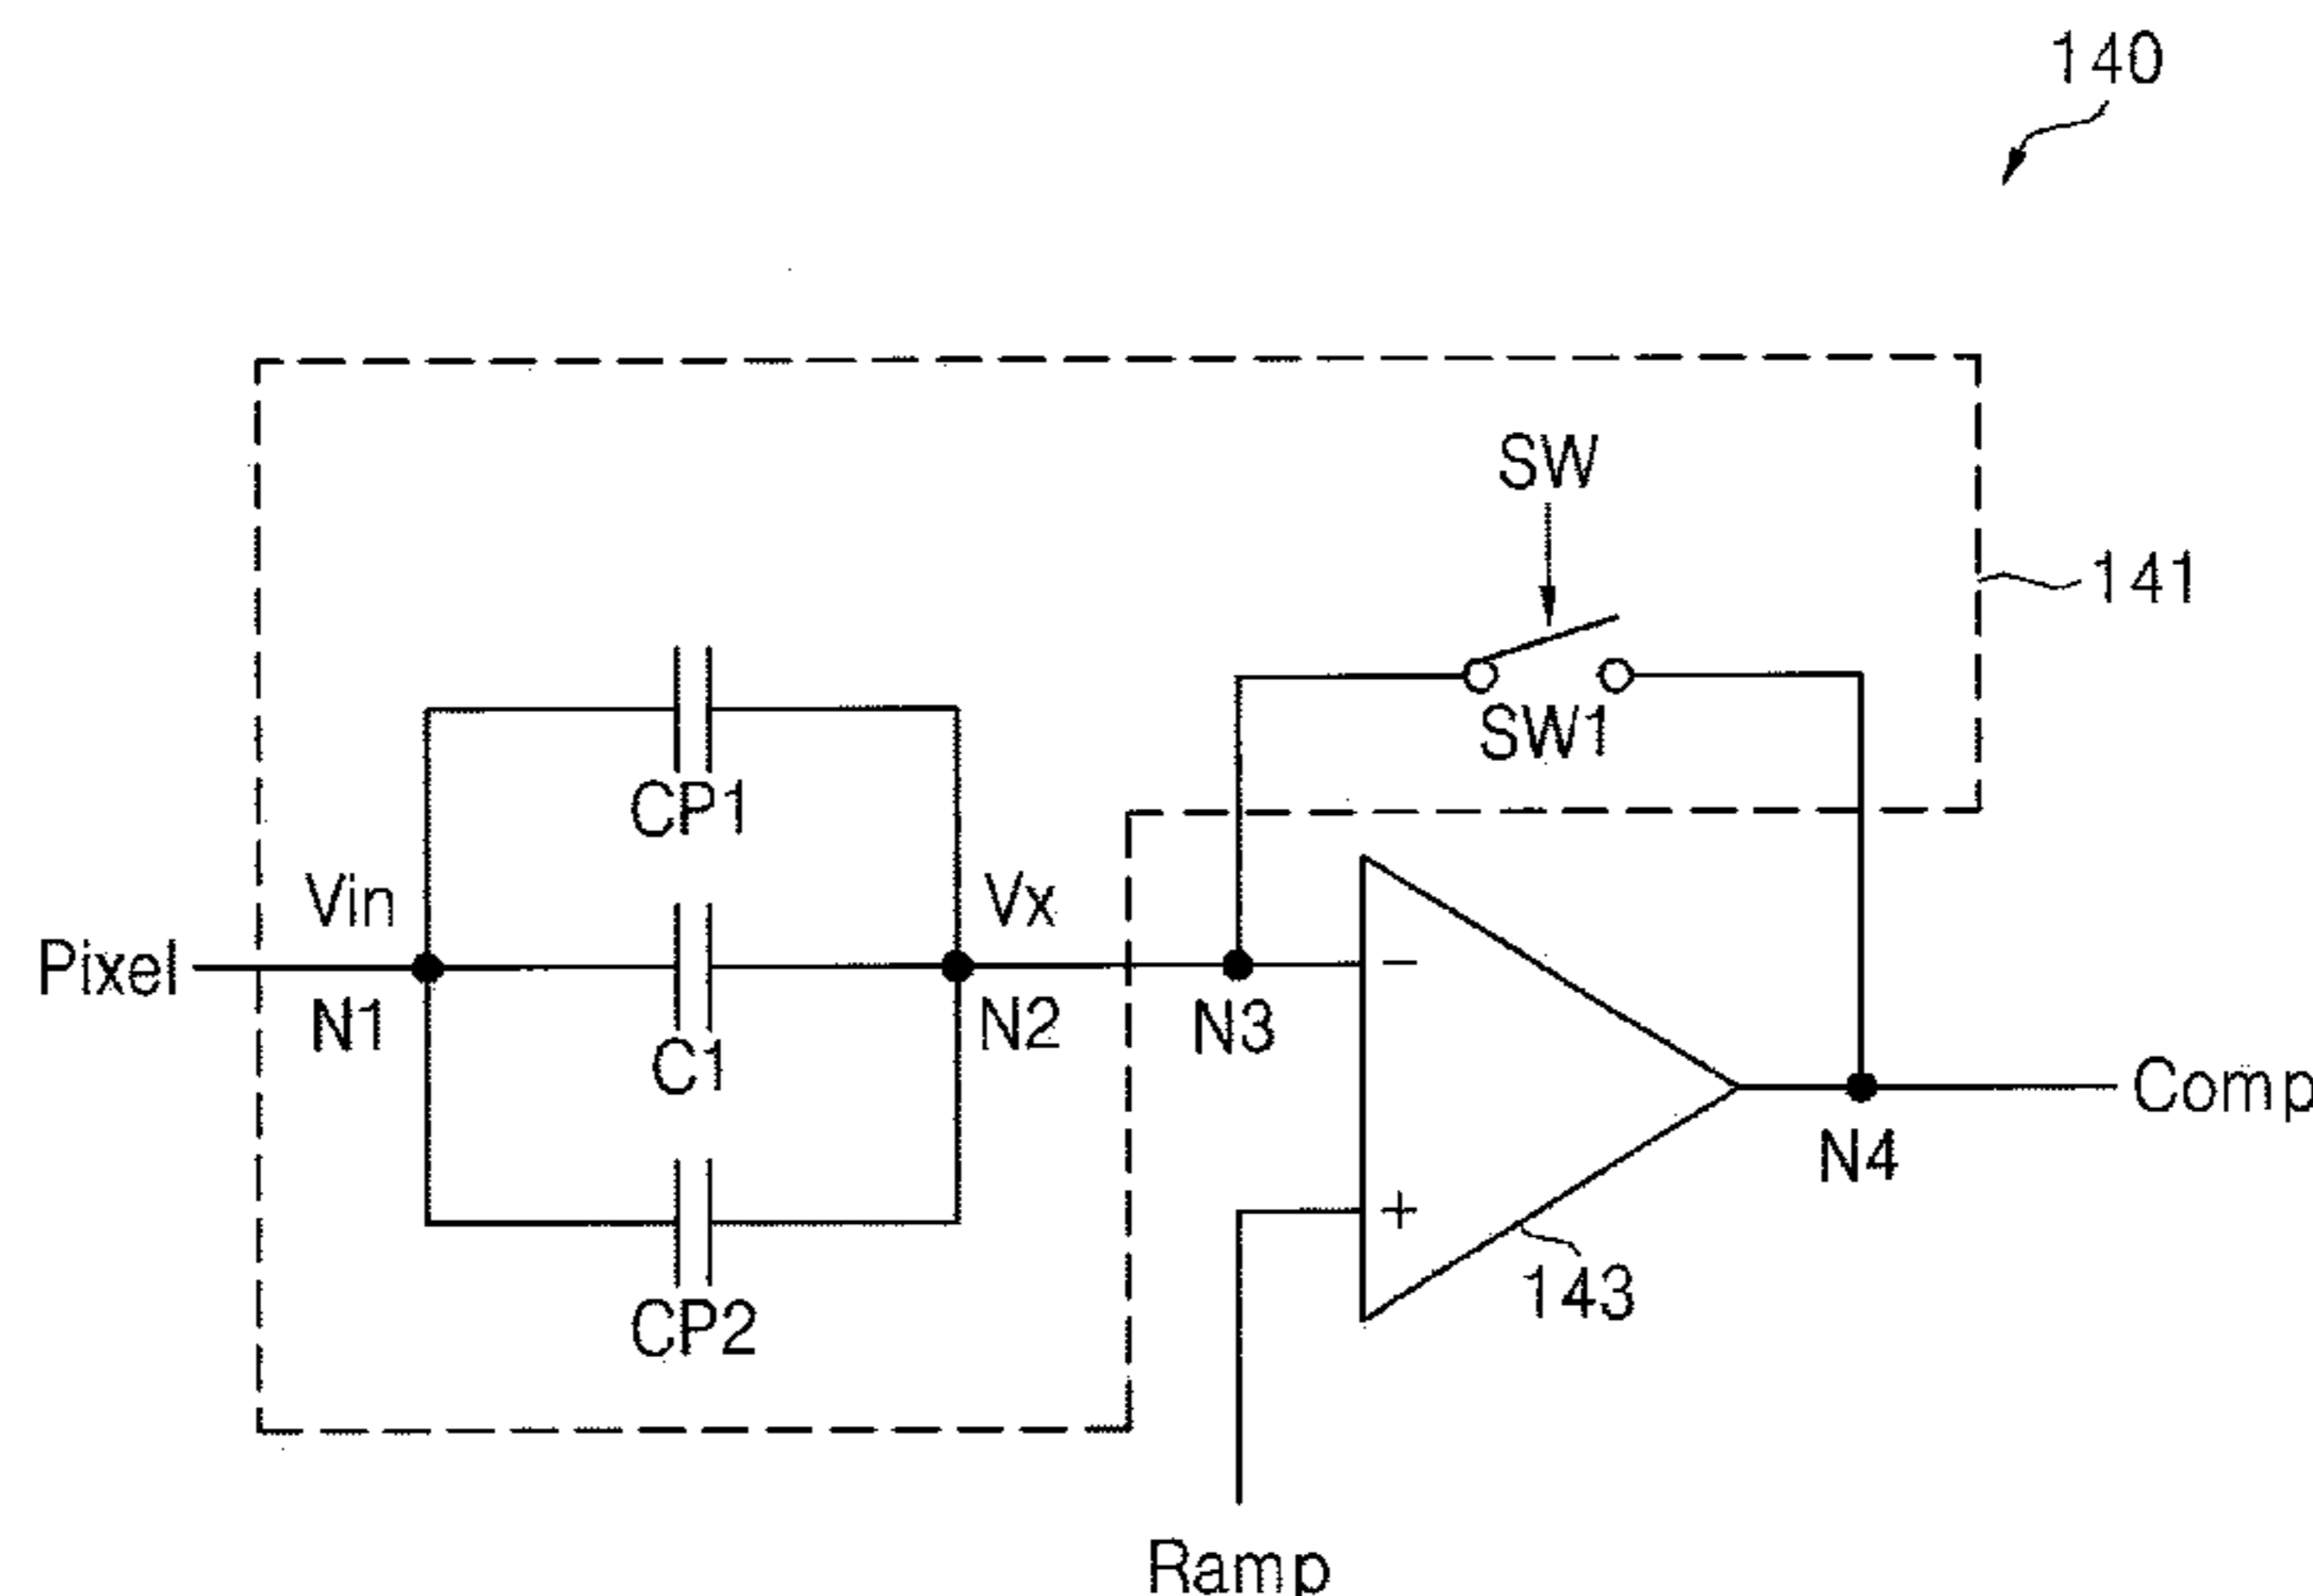 140
SW
141
SW1
CP1
Vin
Vx
Pixel
N1
N2
N3
−
C1
+
Comp
N4
CP2
143
Ramp